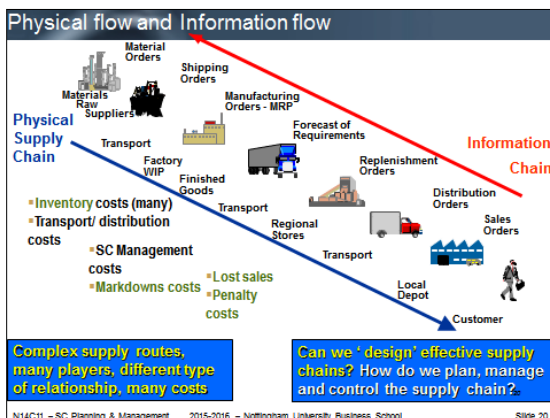 Physical flow and Information flow
Material
Orders
Shipping
Orders
Manufacturing
Orders - MRP
Materials
Raw
Suppliers
Physical
Supply
Chain
Transport
Forecast of
Requirements
Information
Chain
Factory
WIP
Replenishment
Orders
Finished
Goods
Distribution
Orders
Transport
Sales
Orders
Regional
Stores
Transport
Local
Depot
Customer
▪Inventory costs (many)
▪Transport/ distribution
costs
▪SC Management
costs
▪Markdowns costs
▪Lost sales
▪Penalty
costs
Complex supply routes,
many players, different type
of relationship, many costs
Can we ‘ design’ effective supply
chains? How do we plan, manage
and control the supply chain?
N14C11 – SC Planning & Management 2015-2016 – Nottingham University Business School Slide 20